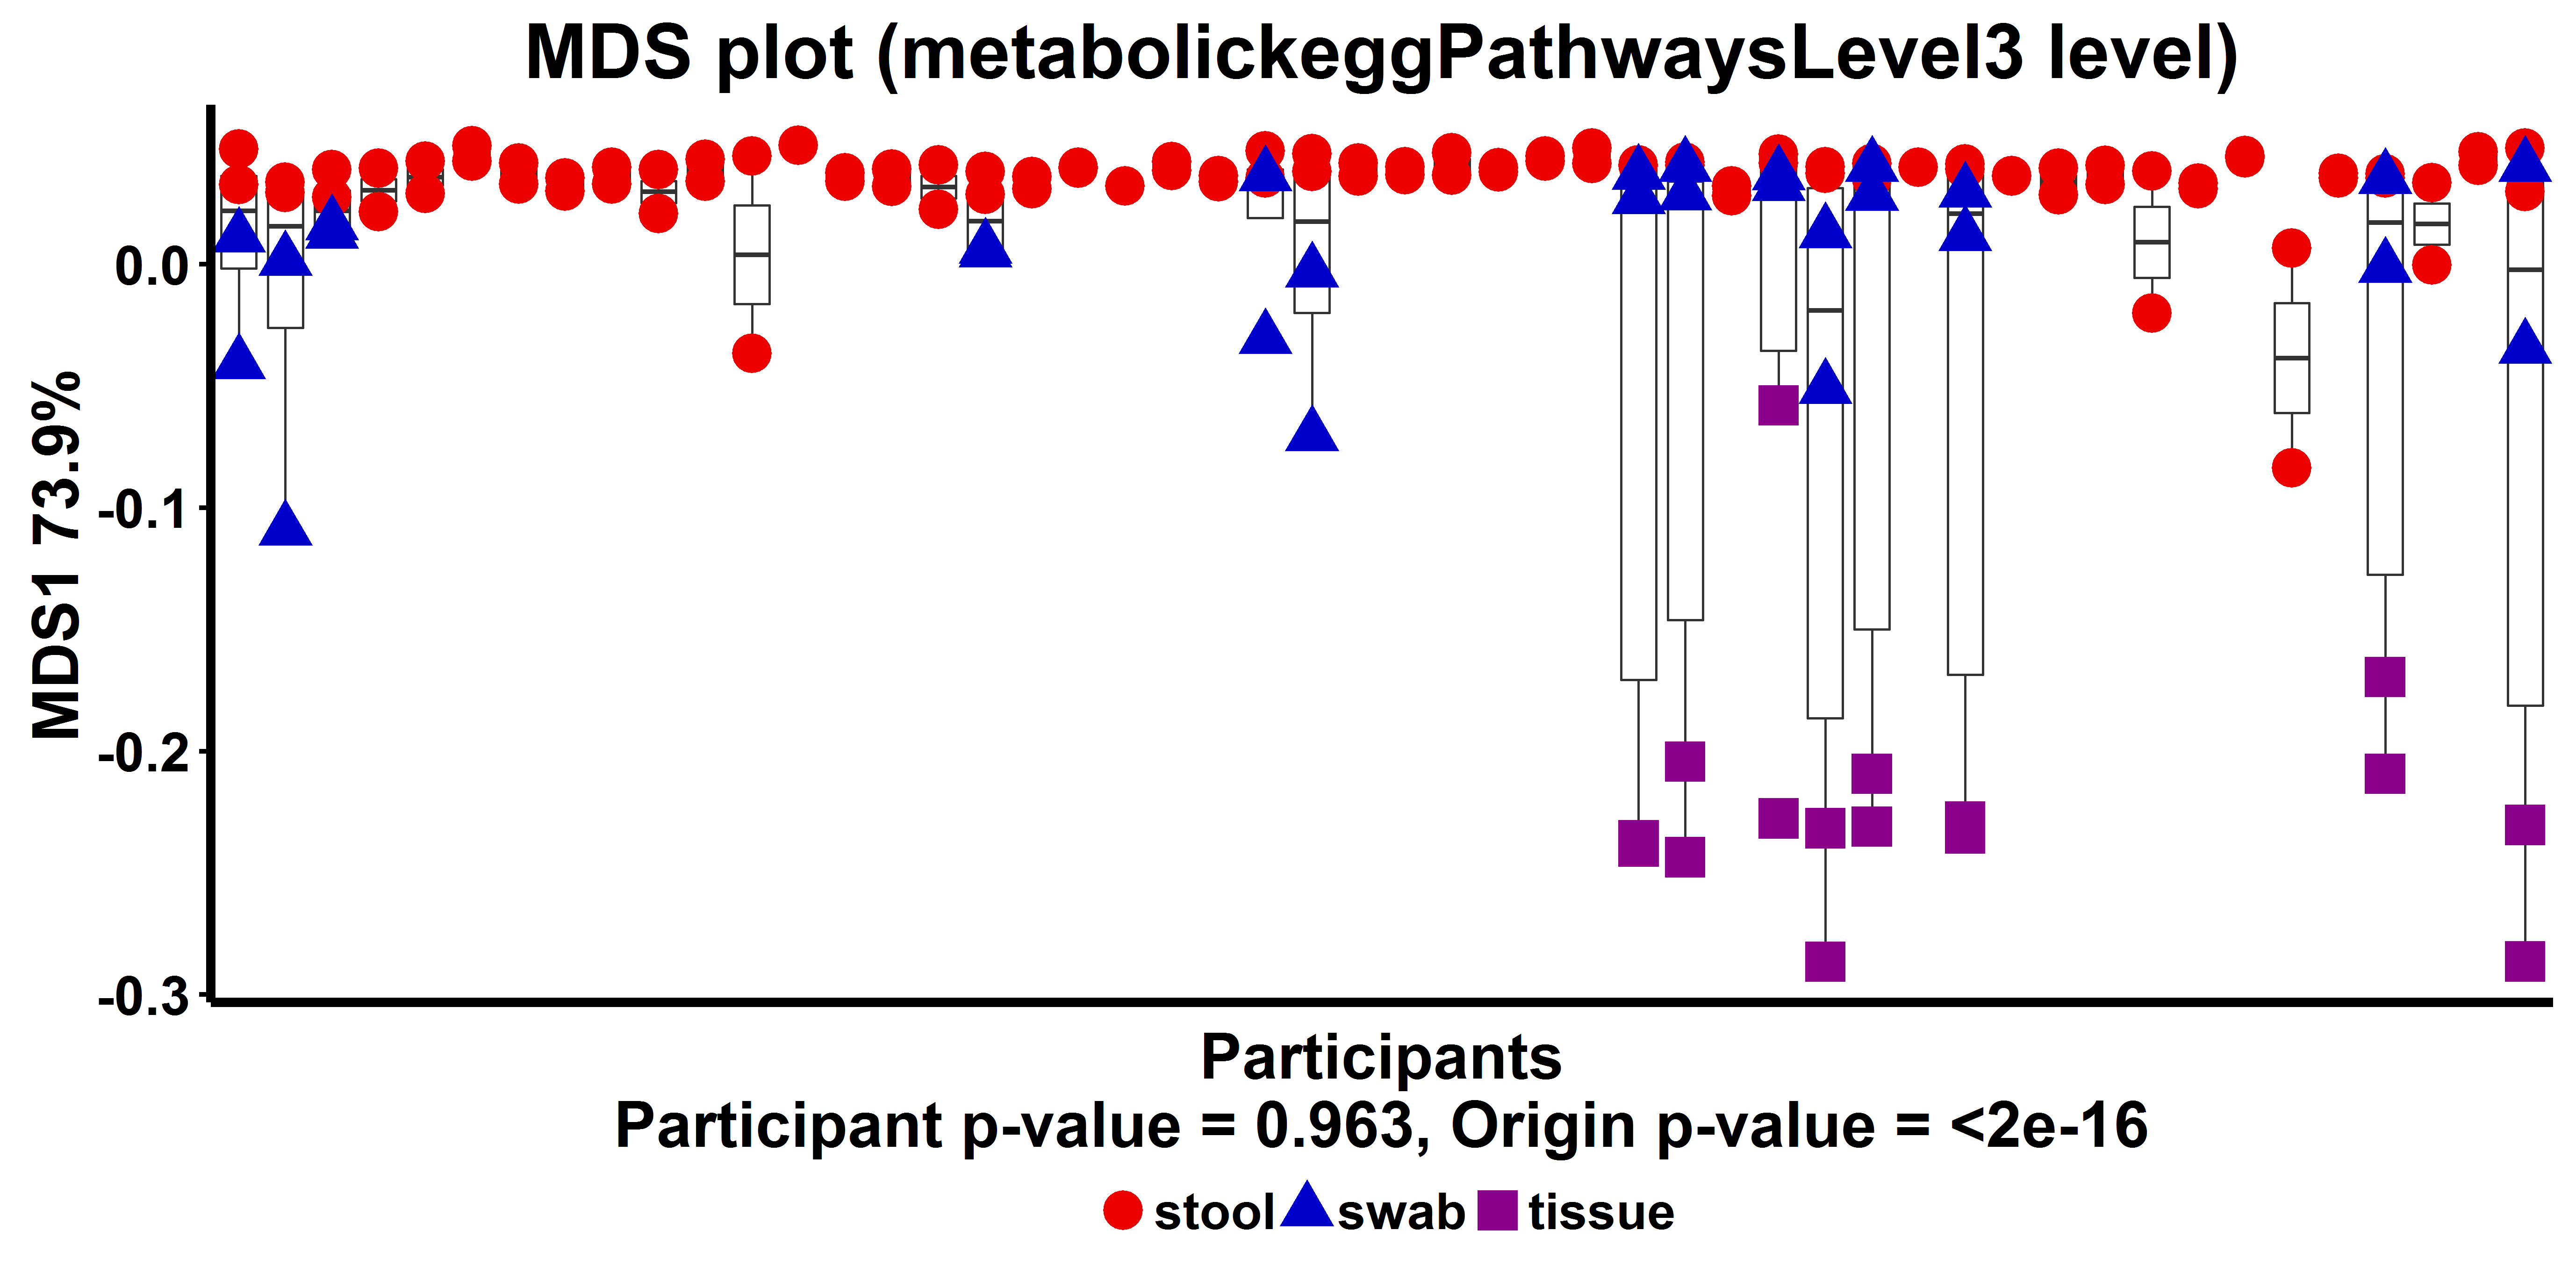 MDS plot (metabolickeggPathwaysLevel3 level)
MDS1 73.9%
0.0
-0.1
-0.2
-0.3
Participants
Participant p-value = 0.963, Origin p-value = <2e-16
stool swab tissue